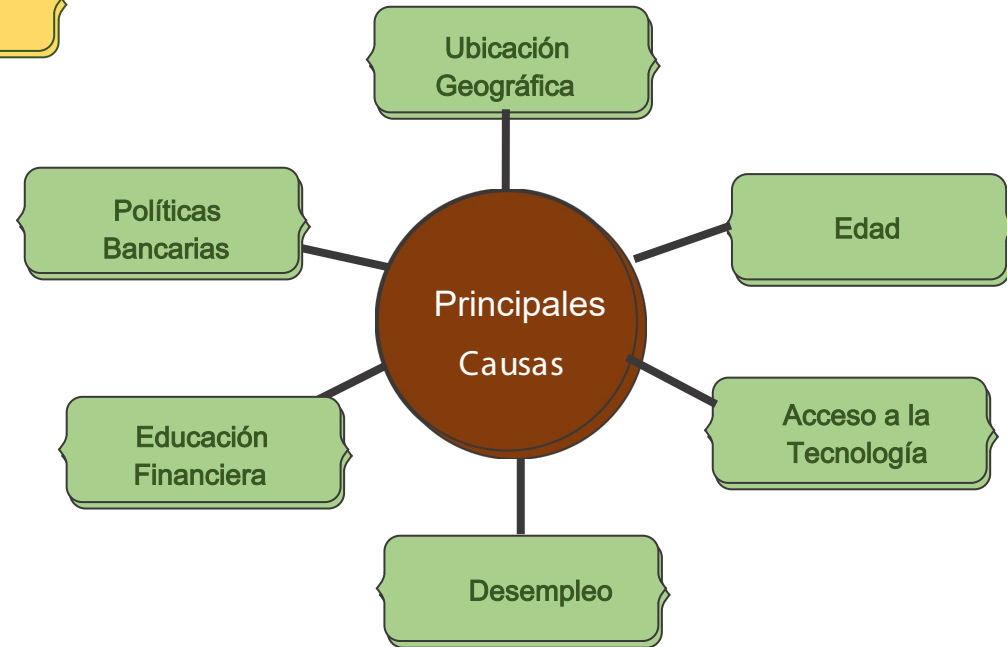 Ubicación
Geográfica
Políticas
Bancarias
Edad
Principales
Causas
Acceso a la
Tecnología
Educación
Financiera
Desempleo